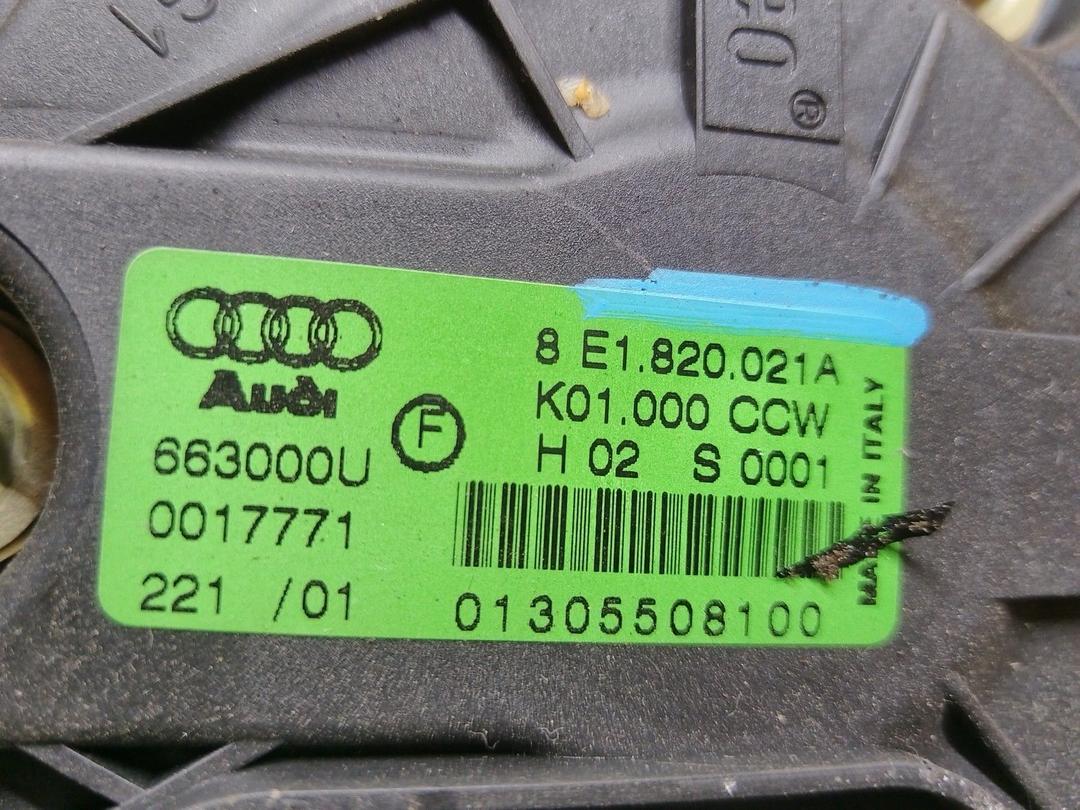 ®
Audi
663000U
0017771
221 /01
F
8 E1.820.021A
K01.000 CCW
H 02 S 0001
01305508100
MADE IN ITALY